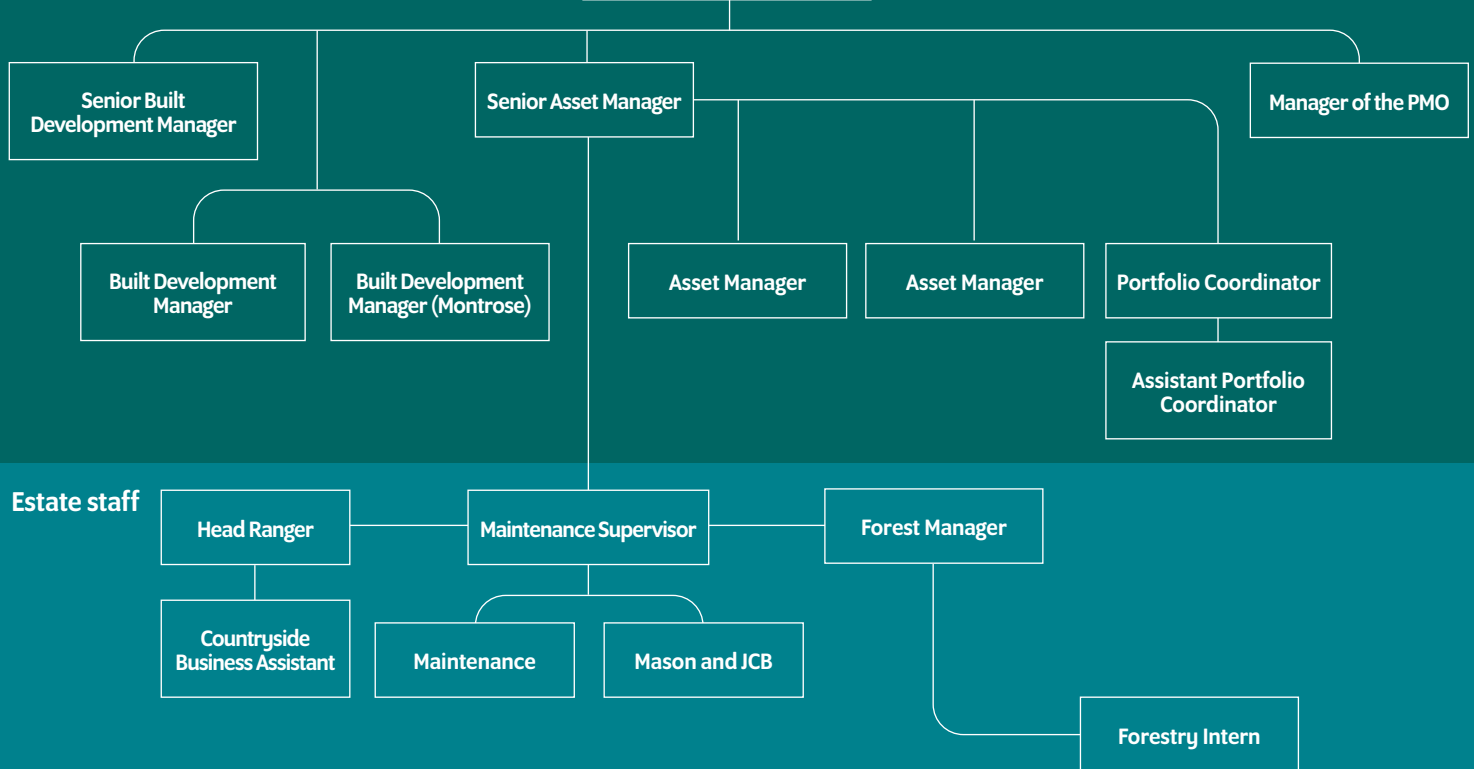 Senior Built
Development Manager
Senior Asset Manager
Manager of the PMO
Built Development
Manager
Built Development
Manager (Montrose)
Asset Manager
Asset Manager
Portfolio Coordinator
Assistant Portfolio
Coordinator
Estate staff
Head Ranger
Maintenance Supervisor
Forest Manager
Countryside
Business Assistant
Maintenance
Mason and JCB
Forestry Intern